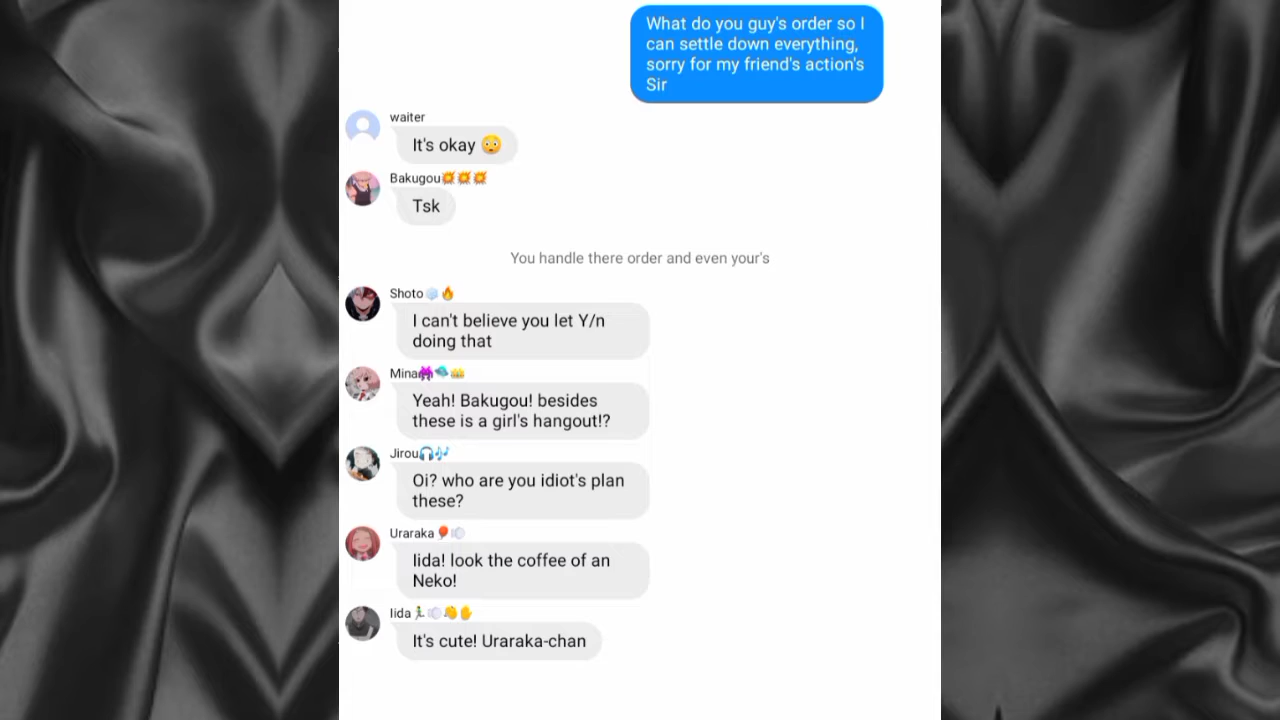 What do you guy's order so I
can settle down everything,
sorry for my friend's action's
Sir
waiter
It's okay 😳
Bakugou💥💥💥
Tsk
You handle there order and even your's
Shoto❄️🔥
I can't believe you let Y/n
doing that
Mina👾🛸👑
Yeah! Bakugou! besides
these is a girl's hangout!?
Jirou🎧🎶
Oi? who are you idiot's plan
these?
Uraraka🎈💨
Iida! look the coffee of an
Neko!
Iida🏃‍♂️💨👏✋
It's cute! Uraraka-chan